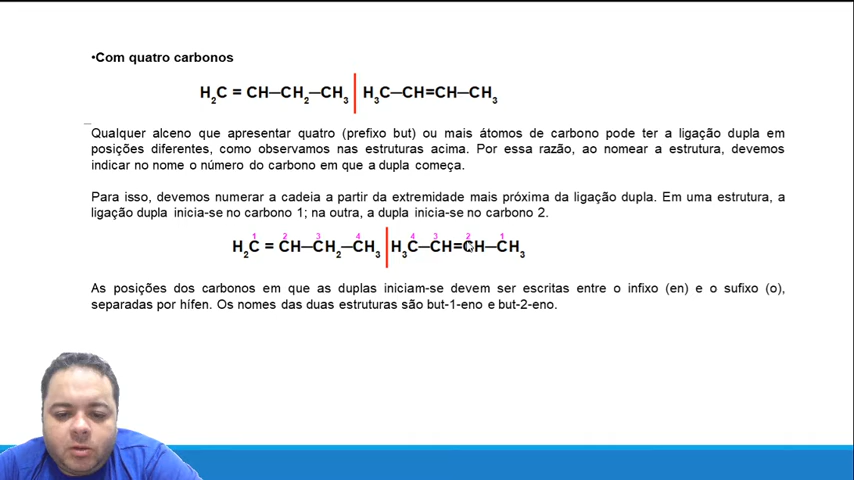 •Com quatro carbonos
H2C = CH—CH2—CH3 | H3C—CH=CH—CH3
Qualquer alceno que apresentar quatro (prefixo but) ou mais átomos de carbono pode ter a ligação dupla em
posições diferentes, como observamos nas estruturas acima. Por essa razão, ao nomear a estrutura, devemos
indicar no nome o número do carbono em que a dupla começa.
Para isso, devemos numerar a cadeia a partir da extremidade mais próxima da ligação dupla. Em uma estrutura, a
ligação dupla inicia-se no carbono 1; na outra, a dupla inicia-se no carbono 2.
1 2 3 4 4 3 2 1
H2C = CH—CH2—CH3 | H3C—CH=CH—CH3
As posições dos carbonos em que as duplas iniciam-se devem ser escritas entre o infixo (en) e o sufixo (o),
separadas por hífen. Os nomes das duas estruturas são but-1-eno e but-2-eno.